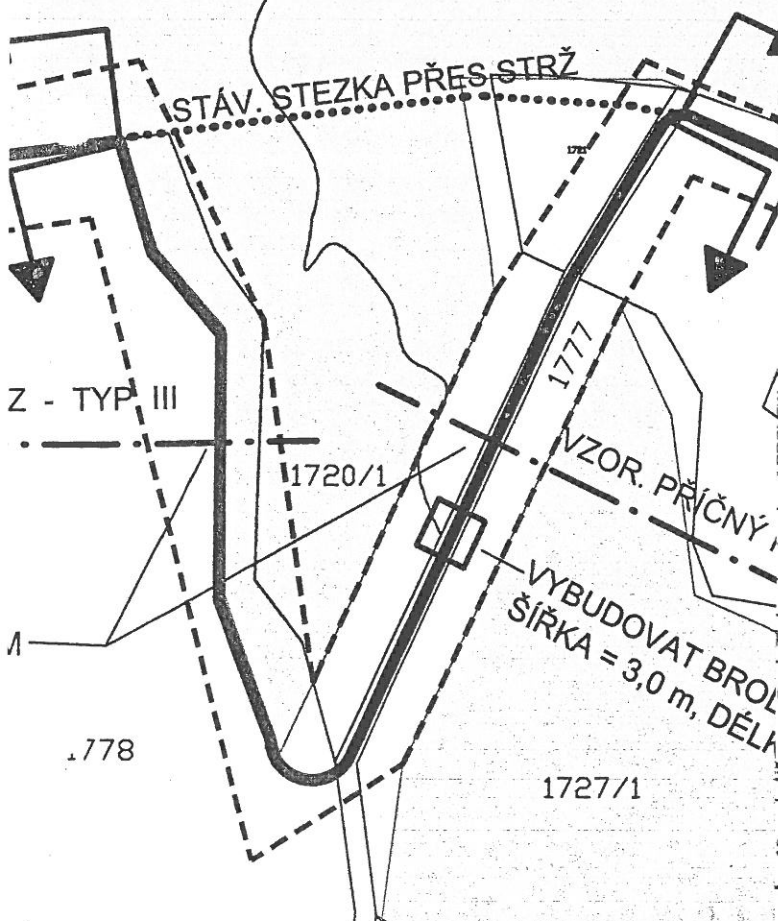 STÁV. STEZKA PŘES STRŽ
1777
Z - TYP III
1720/1
VZOR. PŘÍČNÝ
VYBUDOVAT BROD
ŠÍŘKA = 3,0 m, DÉLK
M
1778
1727/1